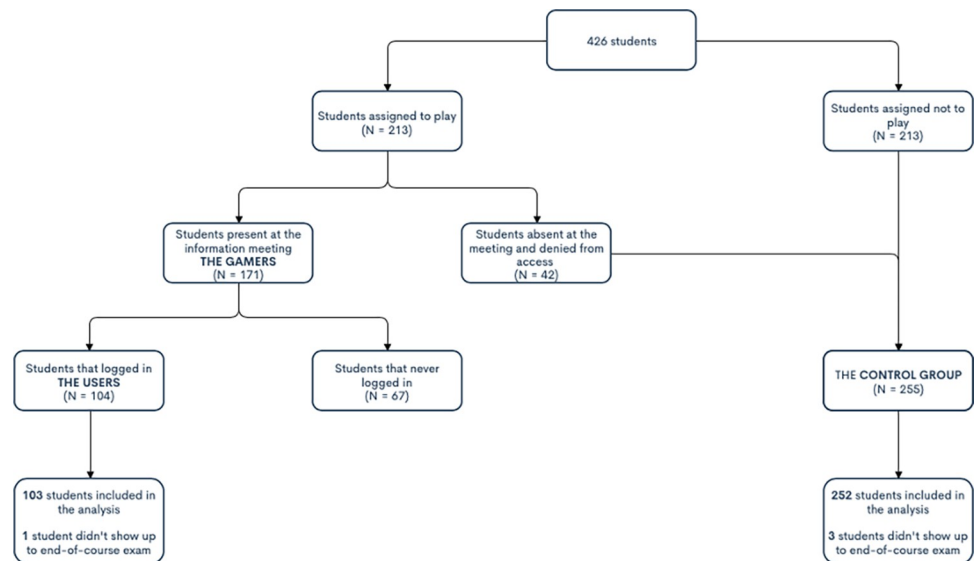 426 students
Students assigned to play
(N = 213)
Students assigned not to
play
(N = 213)
Students present at the
information meeting
THE GAMERS
(N = 171)
Students absent at the
meeting and denied from
access
(N = 42)
Students that logged in
THE USERS
(N = 104)
Students that never
logged in
(N = 67)
THE CONTROL GROUP
(N = 255)
103 students included in
the analysis
1 student didn't show up
to end-of-course exam
252 students included in
the analysis
3 students didn't show up
to end-of-course exam